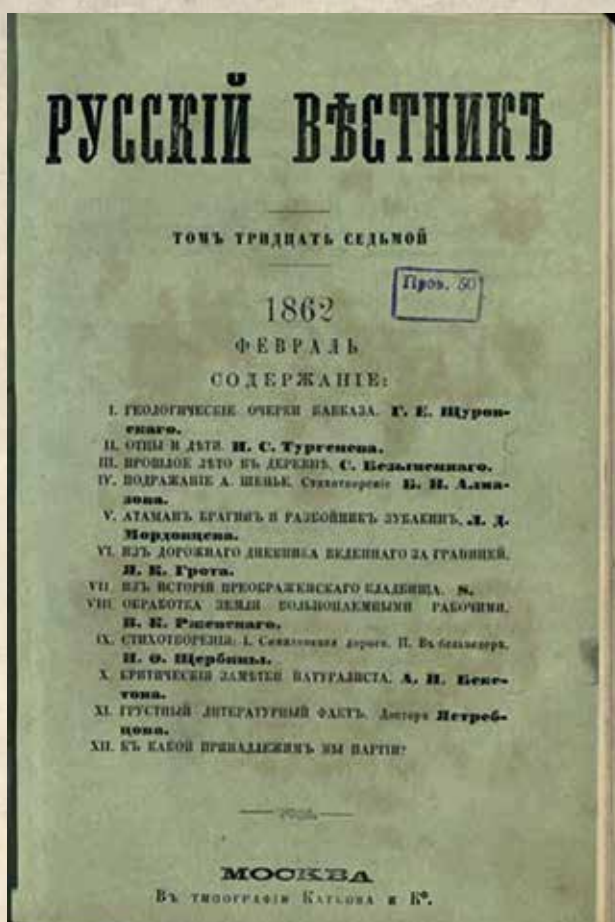 РУССКІЙ ВѢСТНИКЪ
ТОМЪ ТРИДЦАТЬ СЕДЬМОЙ
Пров. 50
1862
ФЕВРАЛЬ
СОДЕРЖАНІЕ:
I. ГЕОЛОГИЧЕСКІЕ ОЧЕРКИ КАВКАЗА. Г. Е. Щуров-
скаго.
II. ОТЦЫ И ДѢТИ. И. С. Тургенева.
III. ПРОШЛОЕ ЛѢТО ВЪ ДЕРЕВНѢ. С. Безыменнаго.
IV. ПОДРАЖАНІЕ А. ШЕНЬЕ. Стихотвореніе Б. Н. Алма-
зова.
V. АТАМАНЪ БРАГИНЪ И РАЗБОЙНИКЪ ЗУБАКИНЪ. Д. Л.
Мордовцева.
VI. ИЗЪ ДОРОЖНАГО ДНЕВНИКА ВЕДЕННАГО ЗА ГРАНИЦЕЙ.
Я. К. Грота.
VII. ИЗЪ ИСТОРІИ ПРЕОБРАЖЕНСКАГО КЛАДБИЩА. S.
VIII. ОБРАБОТКА ЗЕМЛИ ВОЛЬНОНАЕМНЫМИ РАБОЧИМИ.
В. К. Ржевскаго.
IX. СТИХОТВОРЕНІЯ: I. дорога. II. Въ бельведерѣ.
Н. Ѳ. Щербины.
X. КРИТИЧЕСКІЯ ЗАМѢТКИ НАТУРАЛИСТА. А. Н. Беке-
това.
XI. ГРУСТНЫЙ ЛИТЕРАТУРНЫЙ ФАКТЪ. Доктора Ястреб-
цова.
XII. КЪ КАКОЙ ПРИНАДЛЕЖИМЪ МЫ ПАРТІИ?
МОСКВА
Въ типографіи Каткова и Кº.